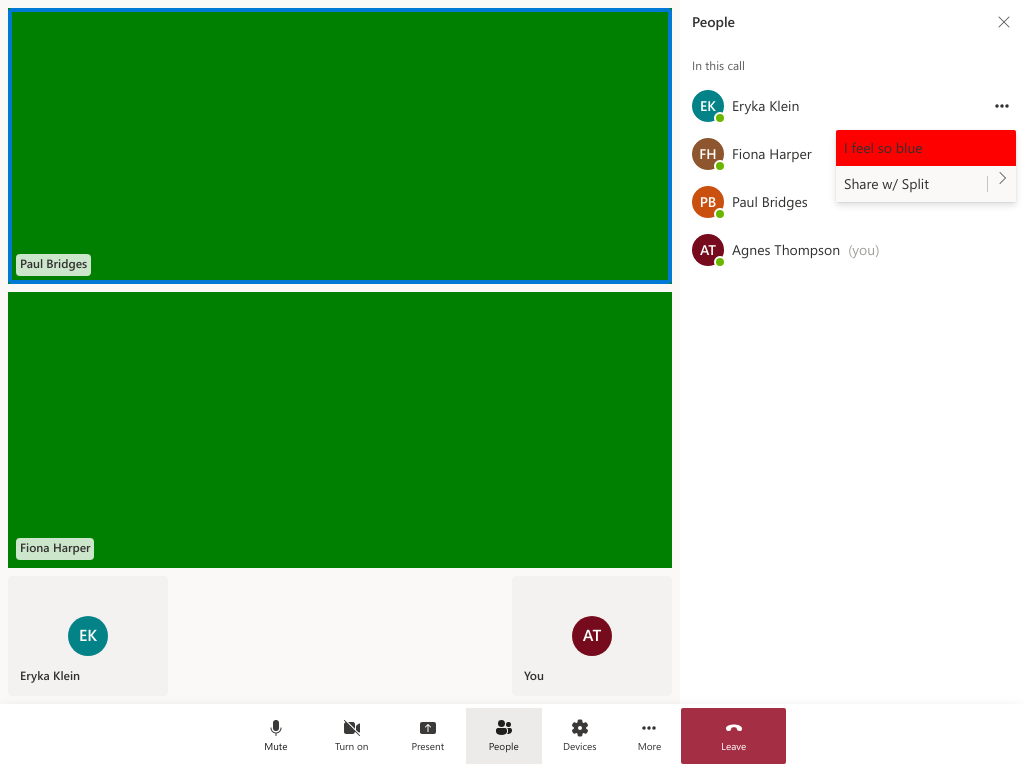 Paul Bridges
Fiona Harper
EK
Eryka Klein
AT
You
People
In this call
EK Eryka Klein
FH Fiona Harper
I feel so blue
Share w/ Split
PB Paul Bridges
AT Agnes Thompson (you)
Mute
Turn on
Present
People
Devices
More
Leave